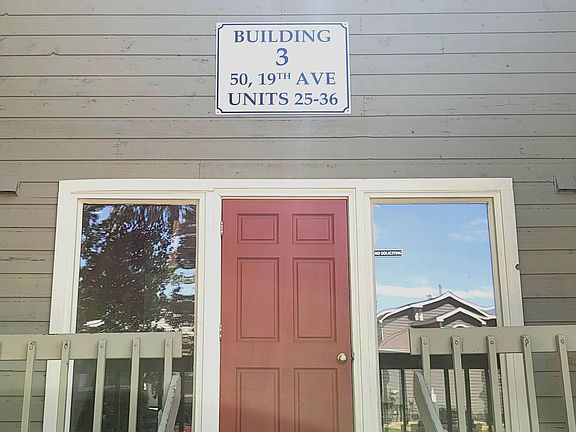 BUILDING
3
50, 19TH AVE
UNITS 25-36
NO SOLICITING